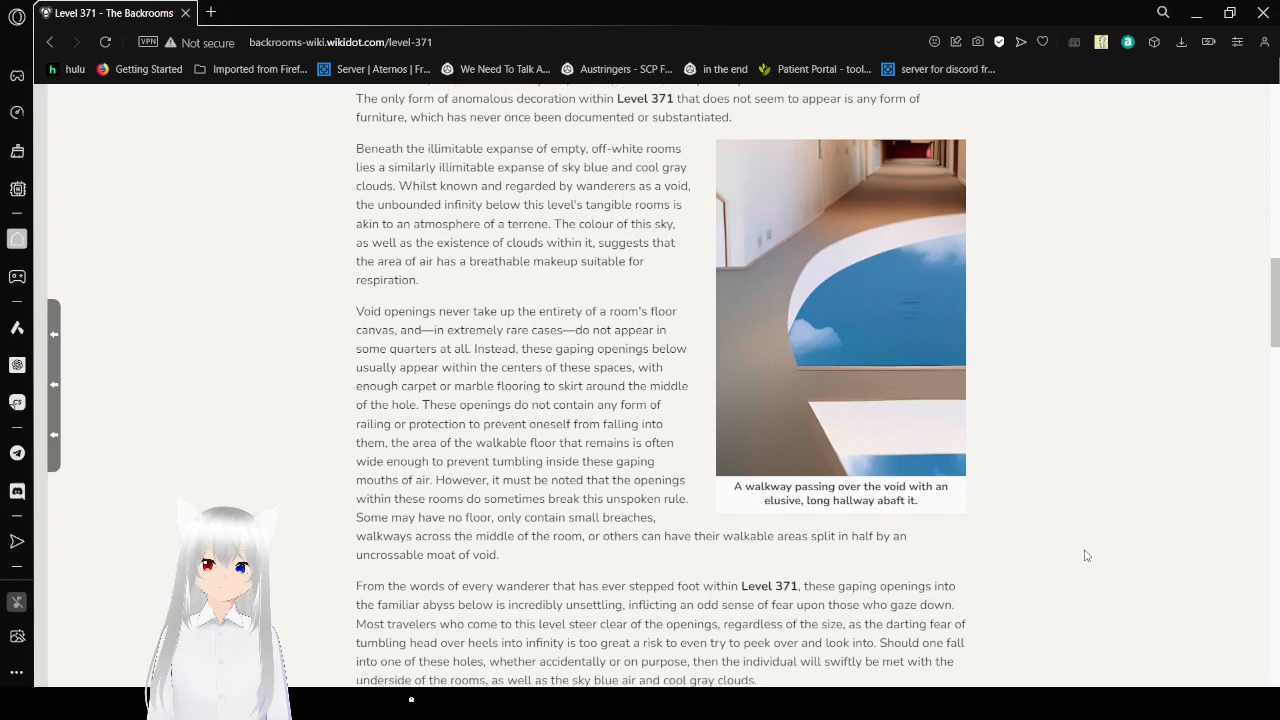 Level 371 - The Backrooms
VPN Not secure backrooms-wiki.wikidot.com/level-371
hulu Getting Started Imported from Firef... Server | Aternos | Fr... We Need To Talk A... Austringers - SCP F... in the end Patient Portal - tool... server for discord fr...
The only form of anomalous decoration within Level 371 that does not seem to appear is any form of
furniture, which has never once been documented or substantiated.
Beneath the illimitable expanse of empty, off-white rooms
lies a similarly illimitable expanse of sky blue and cool gray
clouds. Whilst known and regarded by wanderers as a void,
the unbounded infinity below this level's tangible rooms is
akin to an atmosphere of a terrene. The colour of this sky,
as well as the existence of clouds within it, suggests that
the area of air has a breathable makeup suitable for
respiration.
Void openings never take up the entirety of a room's floor
canvas, and—in extremely rare cases—do not appear in
some quarters at all. Instead, these gaping openings below
usually appear within the centers of these spaces, with
enough carpet or marble flooring to skirt around the middle
of the hole. These openings do not contain any form of
railing or protection to prevent oneself from falling into
them, the area of the walkable floor that remains is often
wide enough to prevent tumbling inside these gaping
mouths of air. However, it must be noted that the openings
within these rooms do sometimes break this unspoken rule.
Some may have no floor, only contain small breaches,
walkways across the middle of the room, or others can have their walkable areas split in half by an
uncrossable moat of void.
A walkway passing over the void with an
elusive, long hallway abaft it.
From the words of every wanderer that has ever stepped foot within Level 371, these gaping openings into
the familiar abyss below is incredibly unsettling, inflicting an odd sense of fear upon those who gaze down.
Most travelers who come to this level steer clear of the openings, regardless of the size, as the darting fear of
tumbling head over heels into infinity is too great a risk to even try to peek over and look into. Should one fall
into one of these holes, whether accidentally or on purpose, then the individual will swiftly be met with the
underside of the rooms, as well as the sky blue air and cool gray clouds.